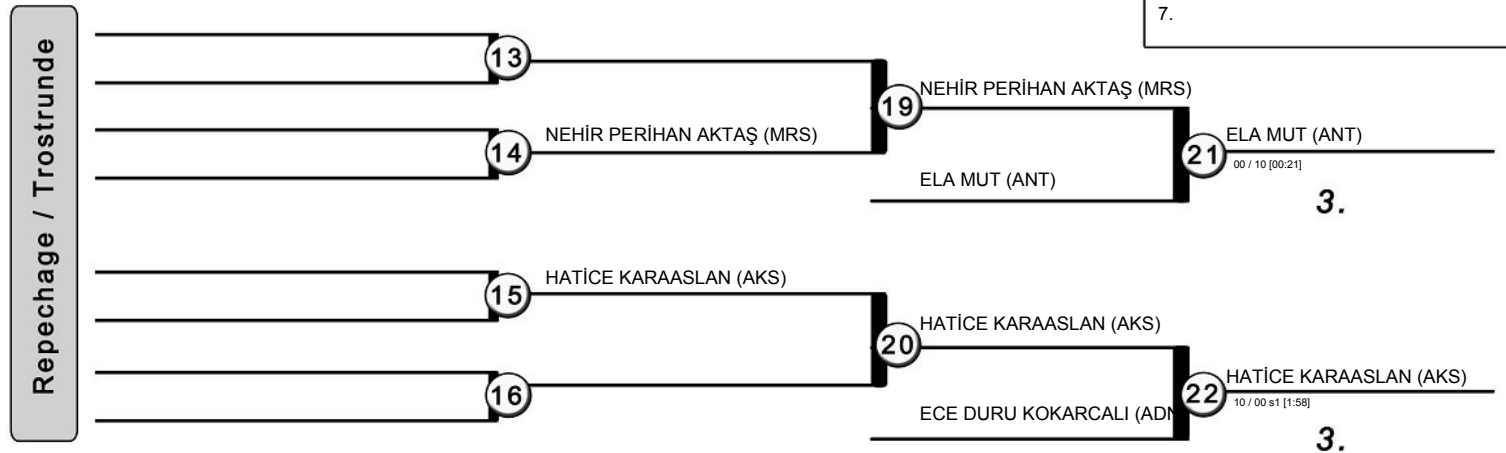 7.
Repechage / Trostrunde
13
NEHİR PERİHAN AKTAŞ (MRS)
19
14
NEHİR PERİHAN AKTAŞ (MRS)
ELA MUT (ANT)
21
00 / 10 [00:21]
ELA MUT (ANT)
3.
HATİCE KARAASLAN (AKS)
15
HATİCE KARAASLAN (AKS)
20
HATİCE KARAASLAN (AKS)
22
10 / 00 s1 [1:58]
16
ECE DURU KOKARCALI (ADN
3.